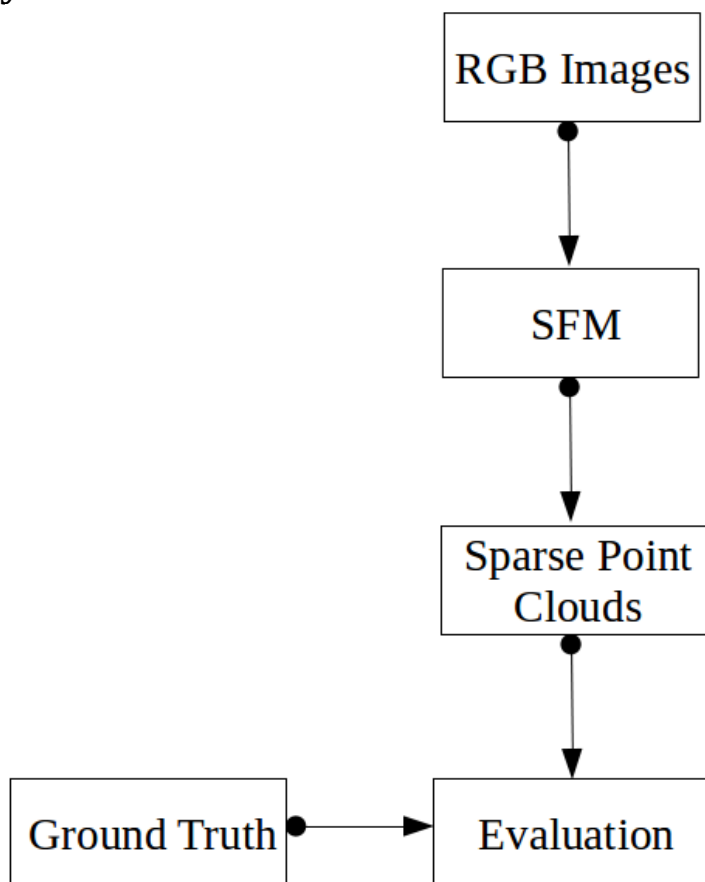 RGB Images
SFM
Sparse Point
Clouds
Ground Truth
Evaluation